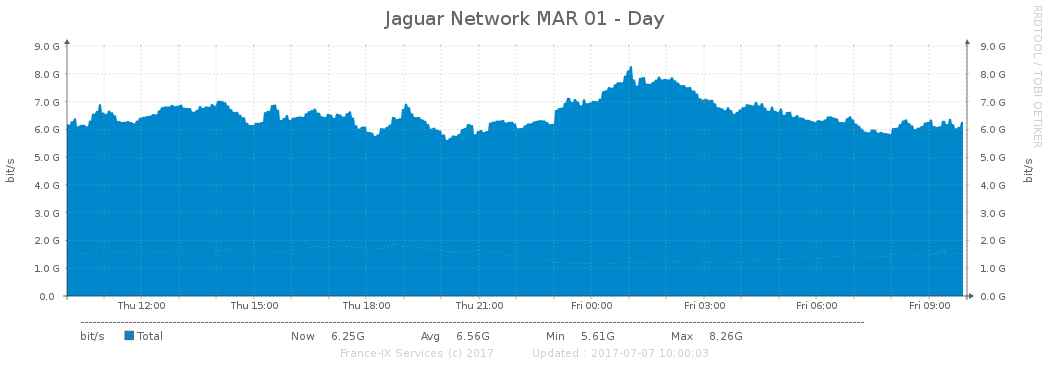 Jaguar Network MAR 01 - Day
RRDTOOL / TOBI OETIKER
9.0 G 9.0 G
8.0 G 8.0 G
7.0 G 7.0 G
6.0 G 6.0 G
5.0 G 5.0 G
4.0 G 4.0 G
3.0 G 3.0 G
2.0 G 2.0 G
1.0 G 1.0 G
0.0 0.0 G
bit/s
bit/s
Thu 12:00 Thu 15:00 Thu 18:00 Thu 21:00 Fri 00:00 Fri 03:00 Fri 06:00 Fri 09:00
bit/s Total Now 6.25G Avg 6.56G Min 5.61G Max 8.26G
France-IX Services (c) 2017 Updated : 2017-07-07 10:00:03